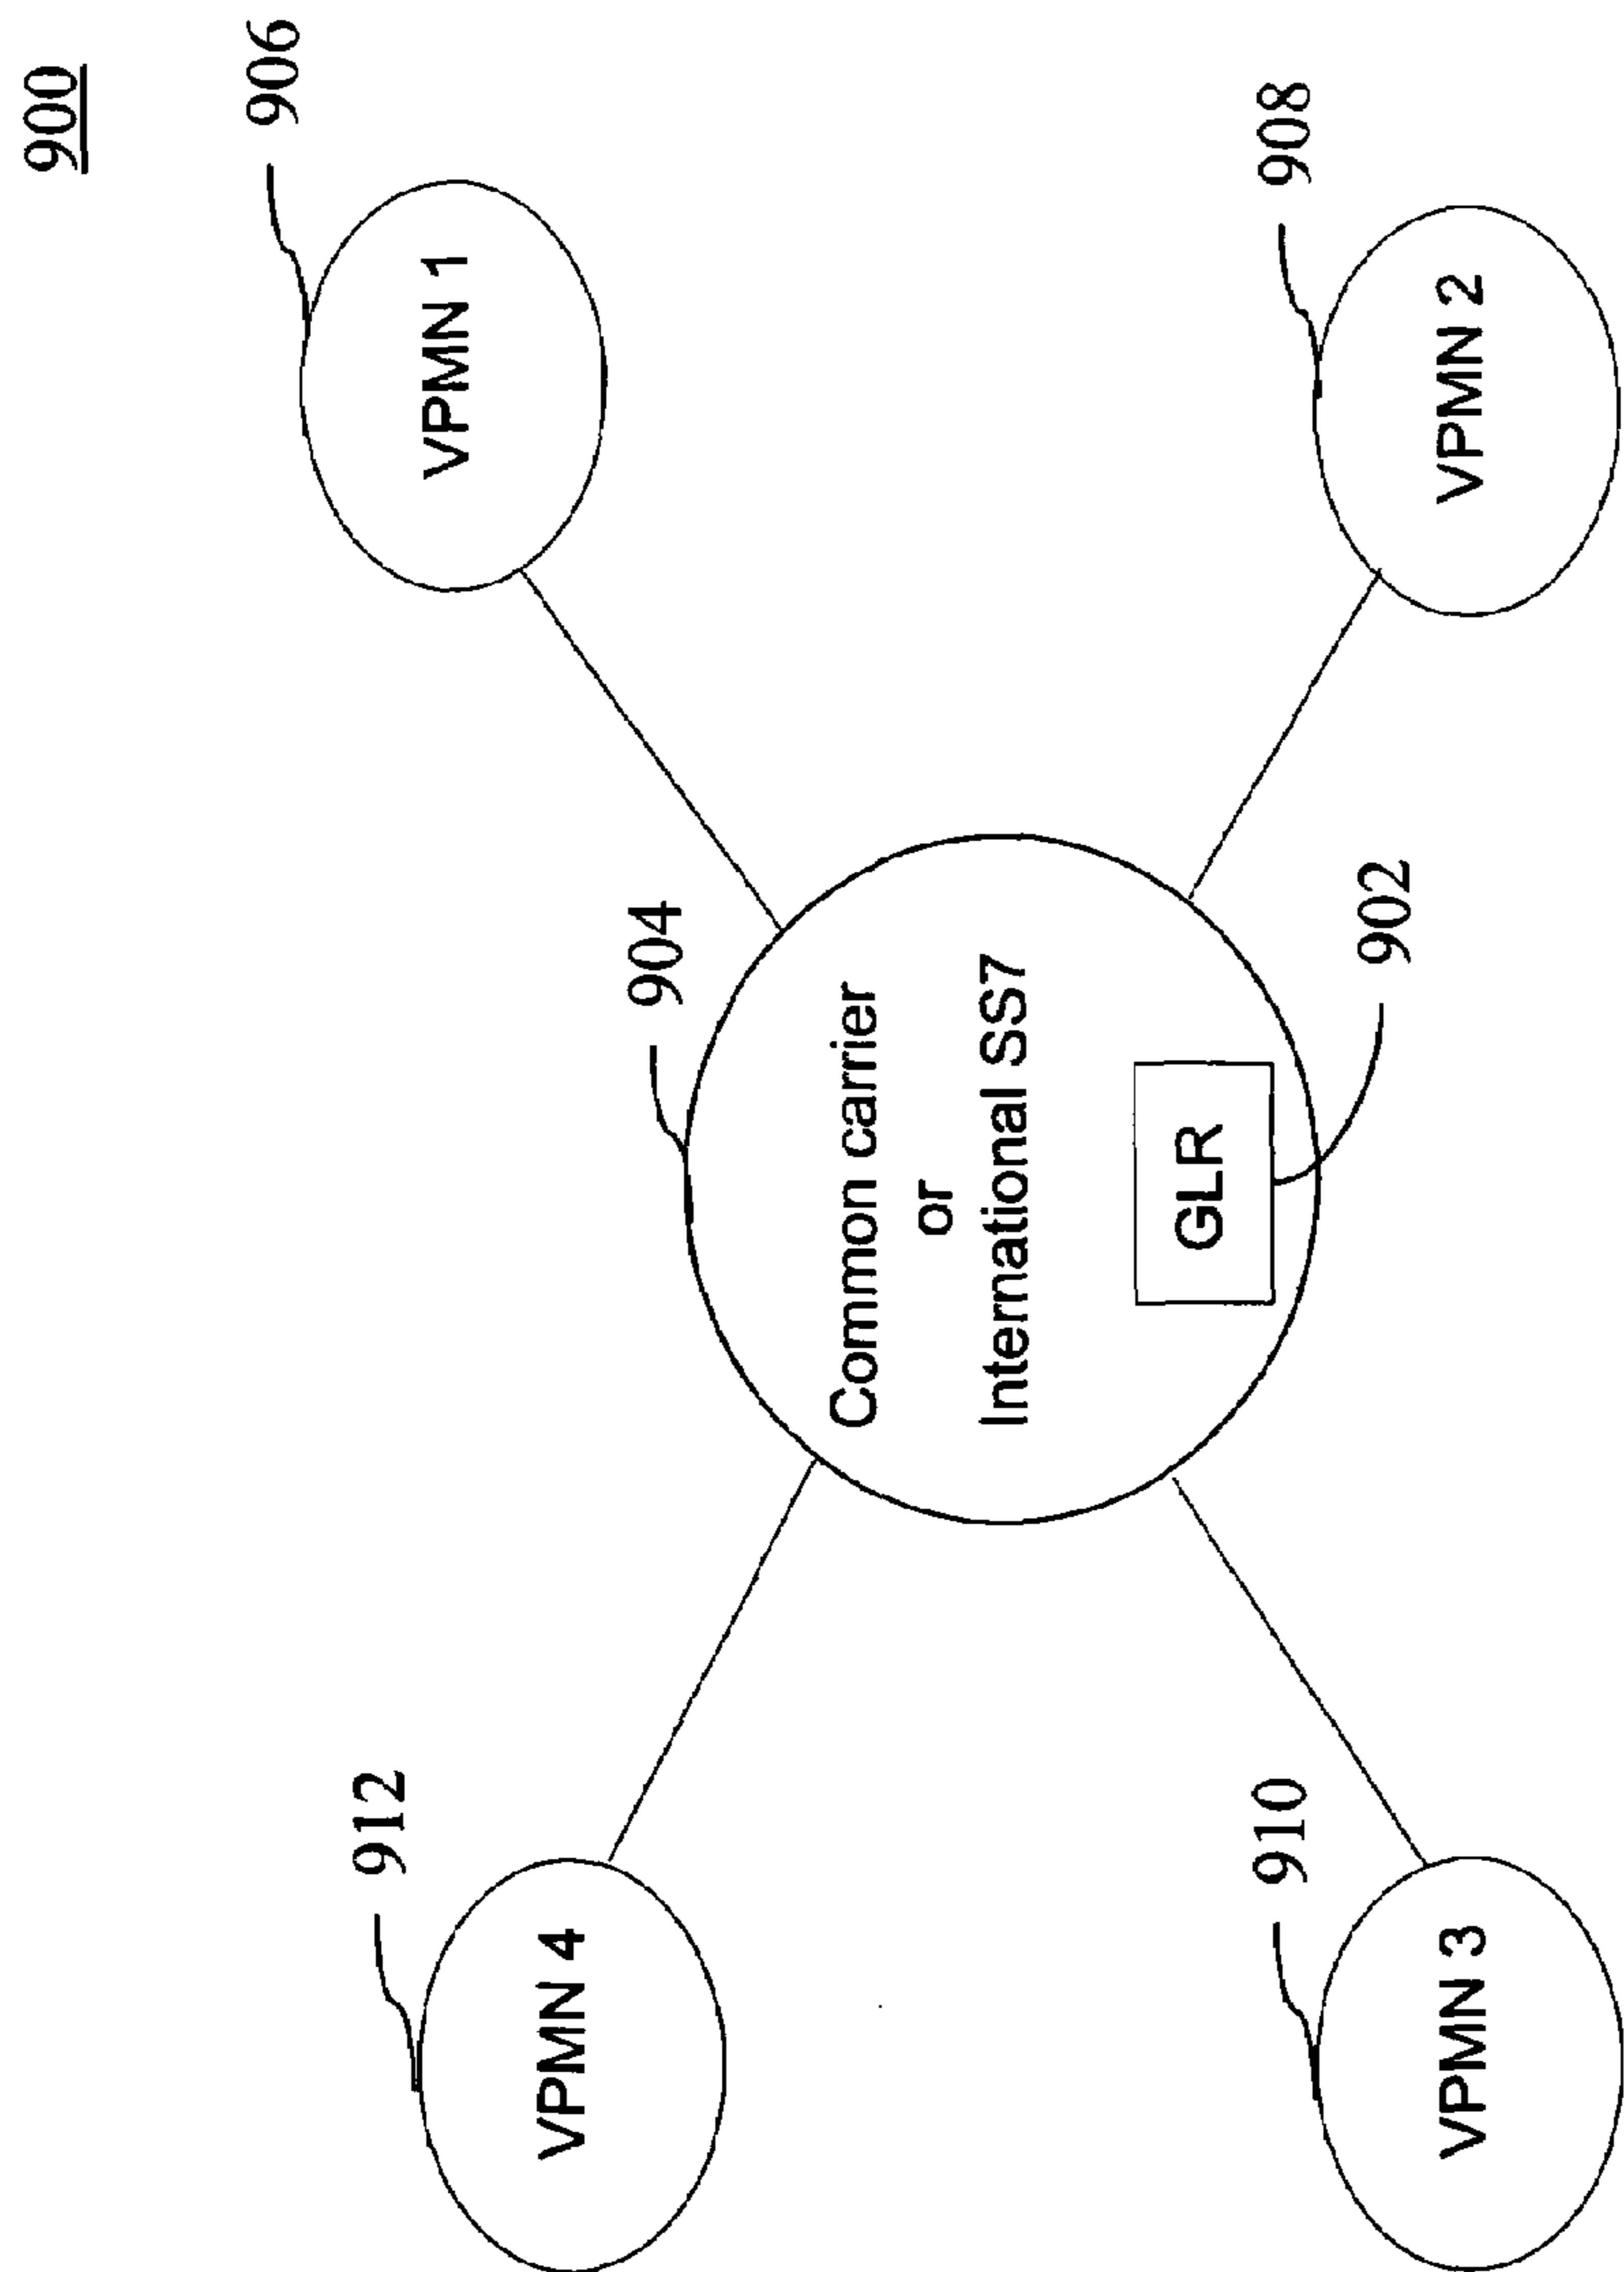 900
906
VPMN 1
912
VPMN 4
904
Common carrier
or
International SS7
GLR
902
908
VPMN 2
910
VPMN 3